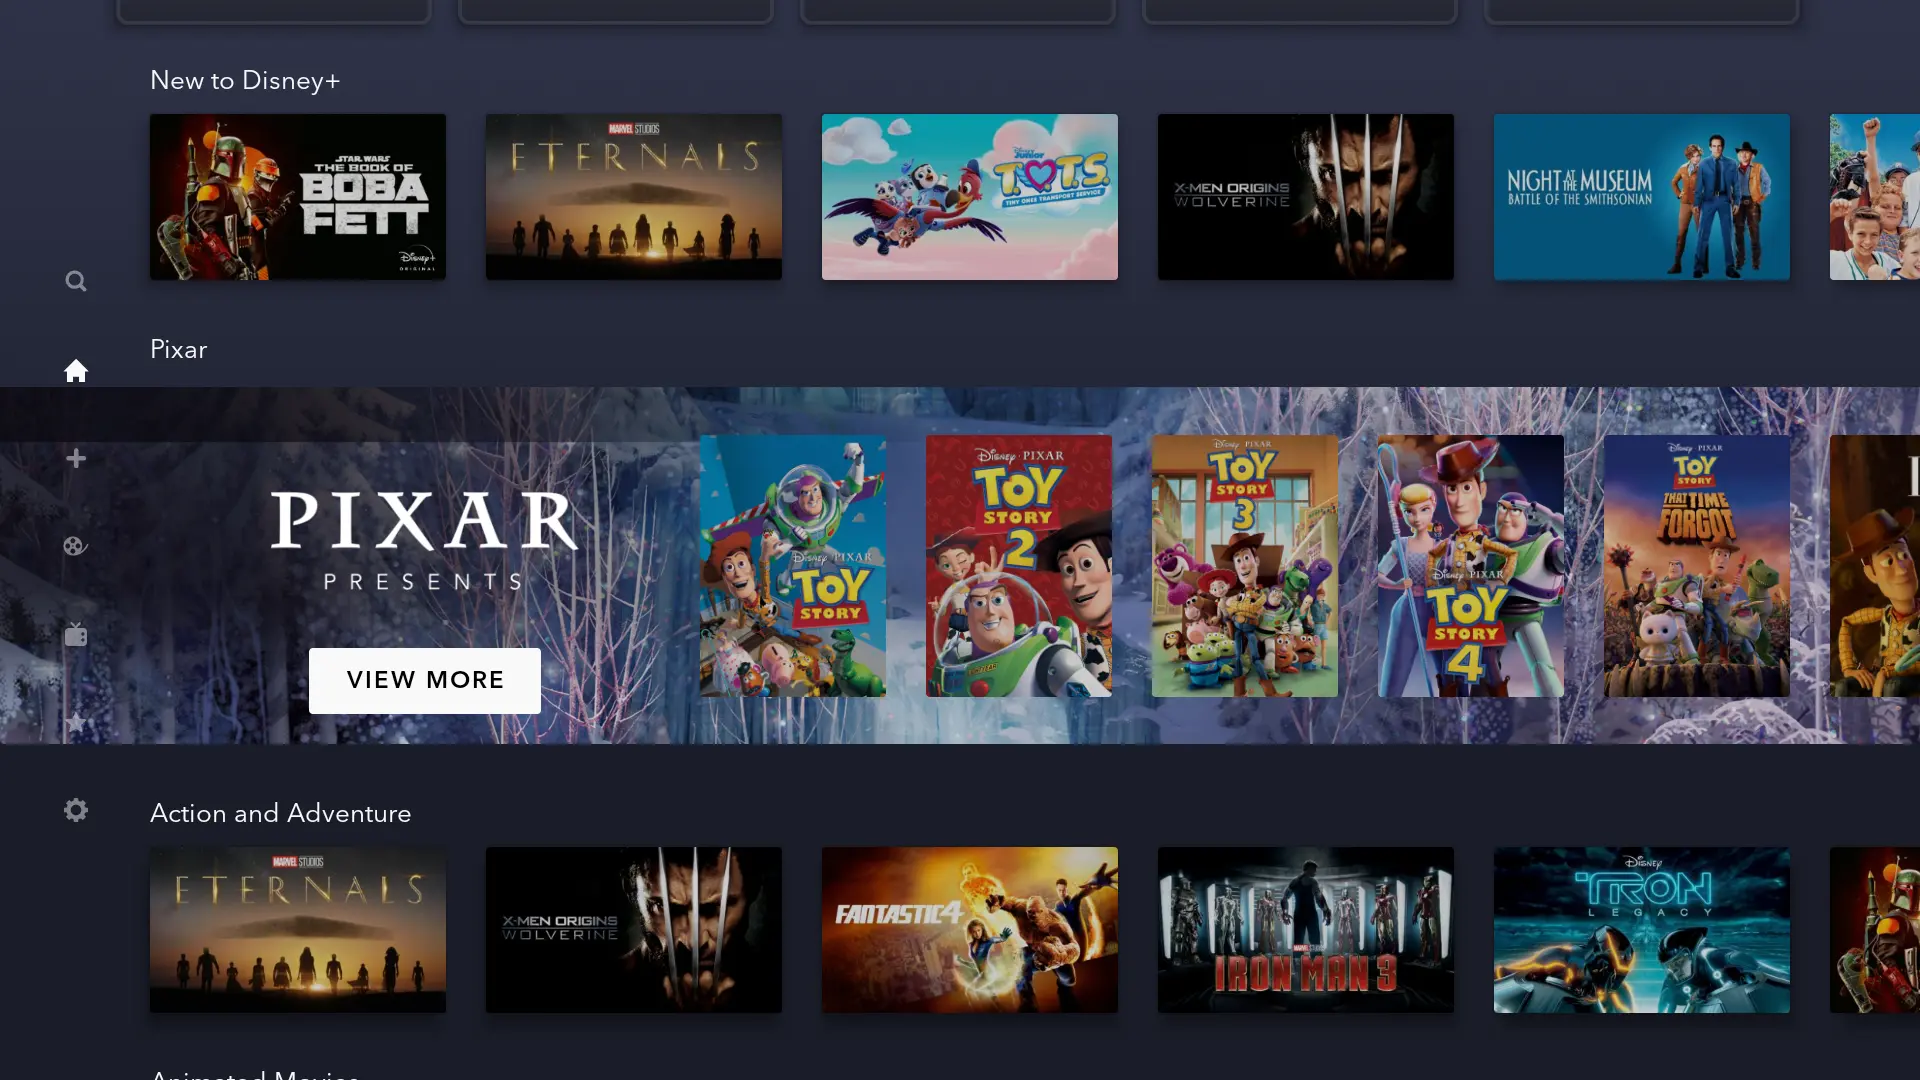 New to Disney+
STAR WARS
THE BOOK OF
BOBA
FETT
Disney+
ORIGINAL
MARVEL STUDIOS
ETERNALS
Disney Junior
T.O.T.S.
TINY ONES TRANSPORT SERVICE
X-MEN ORIGINS
WOLVERINE
NIGHT AT THE MUSEUM
BATTLE OF THE SMITHSONIAN
Pixar
PIXAR
PRESENTS
VIEW MORE
Disney · PIXAR
TOY
STORY
Disney · PIXAR
TOY
STORY
2
Disney PIXAR
TOY
STORY
3
Disney · PIXAR
TOY
STORY
4
Disney PIXAR
TOY
STORY
THAT TIME
FORGOT
Action and Adventure
MARVEL STUDIOS
ETERNALS
X-MEN ORIGINS
WOLVERINE
FANTASTIC 4
MARVEL STUDIOS
IRON MAN 3
Disney
TRON
LEGACY
Animated Movies